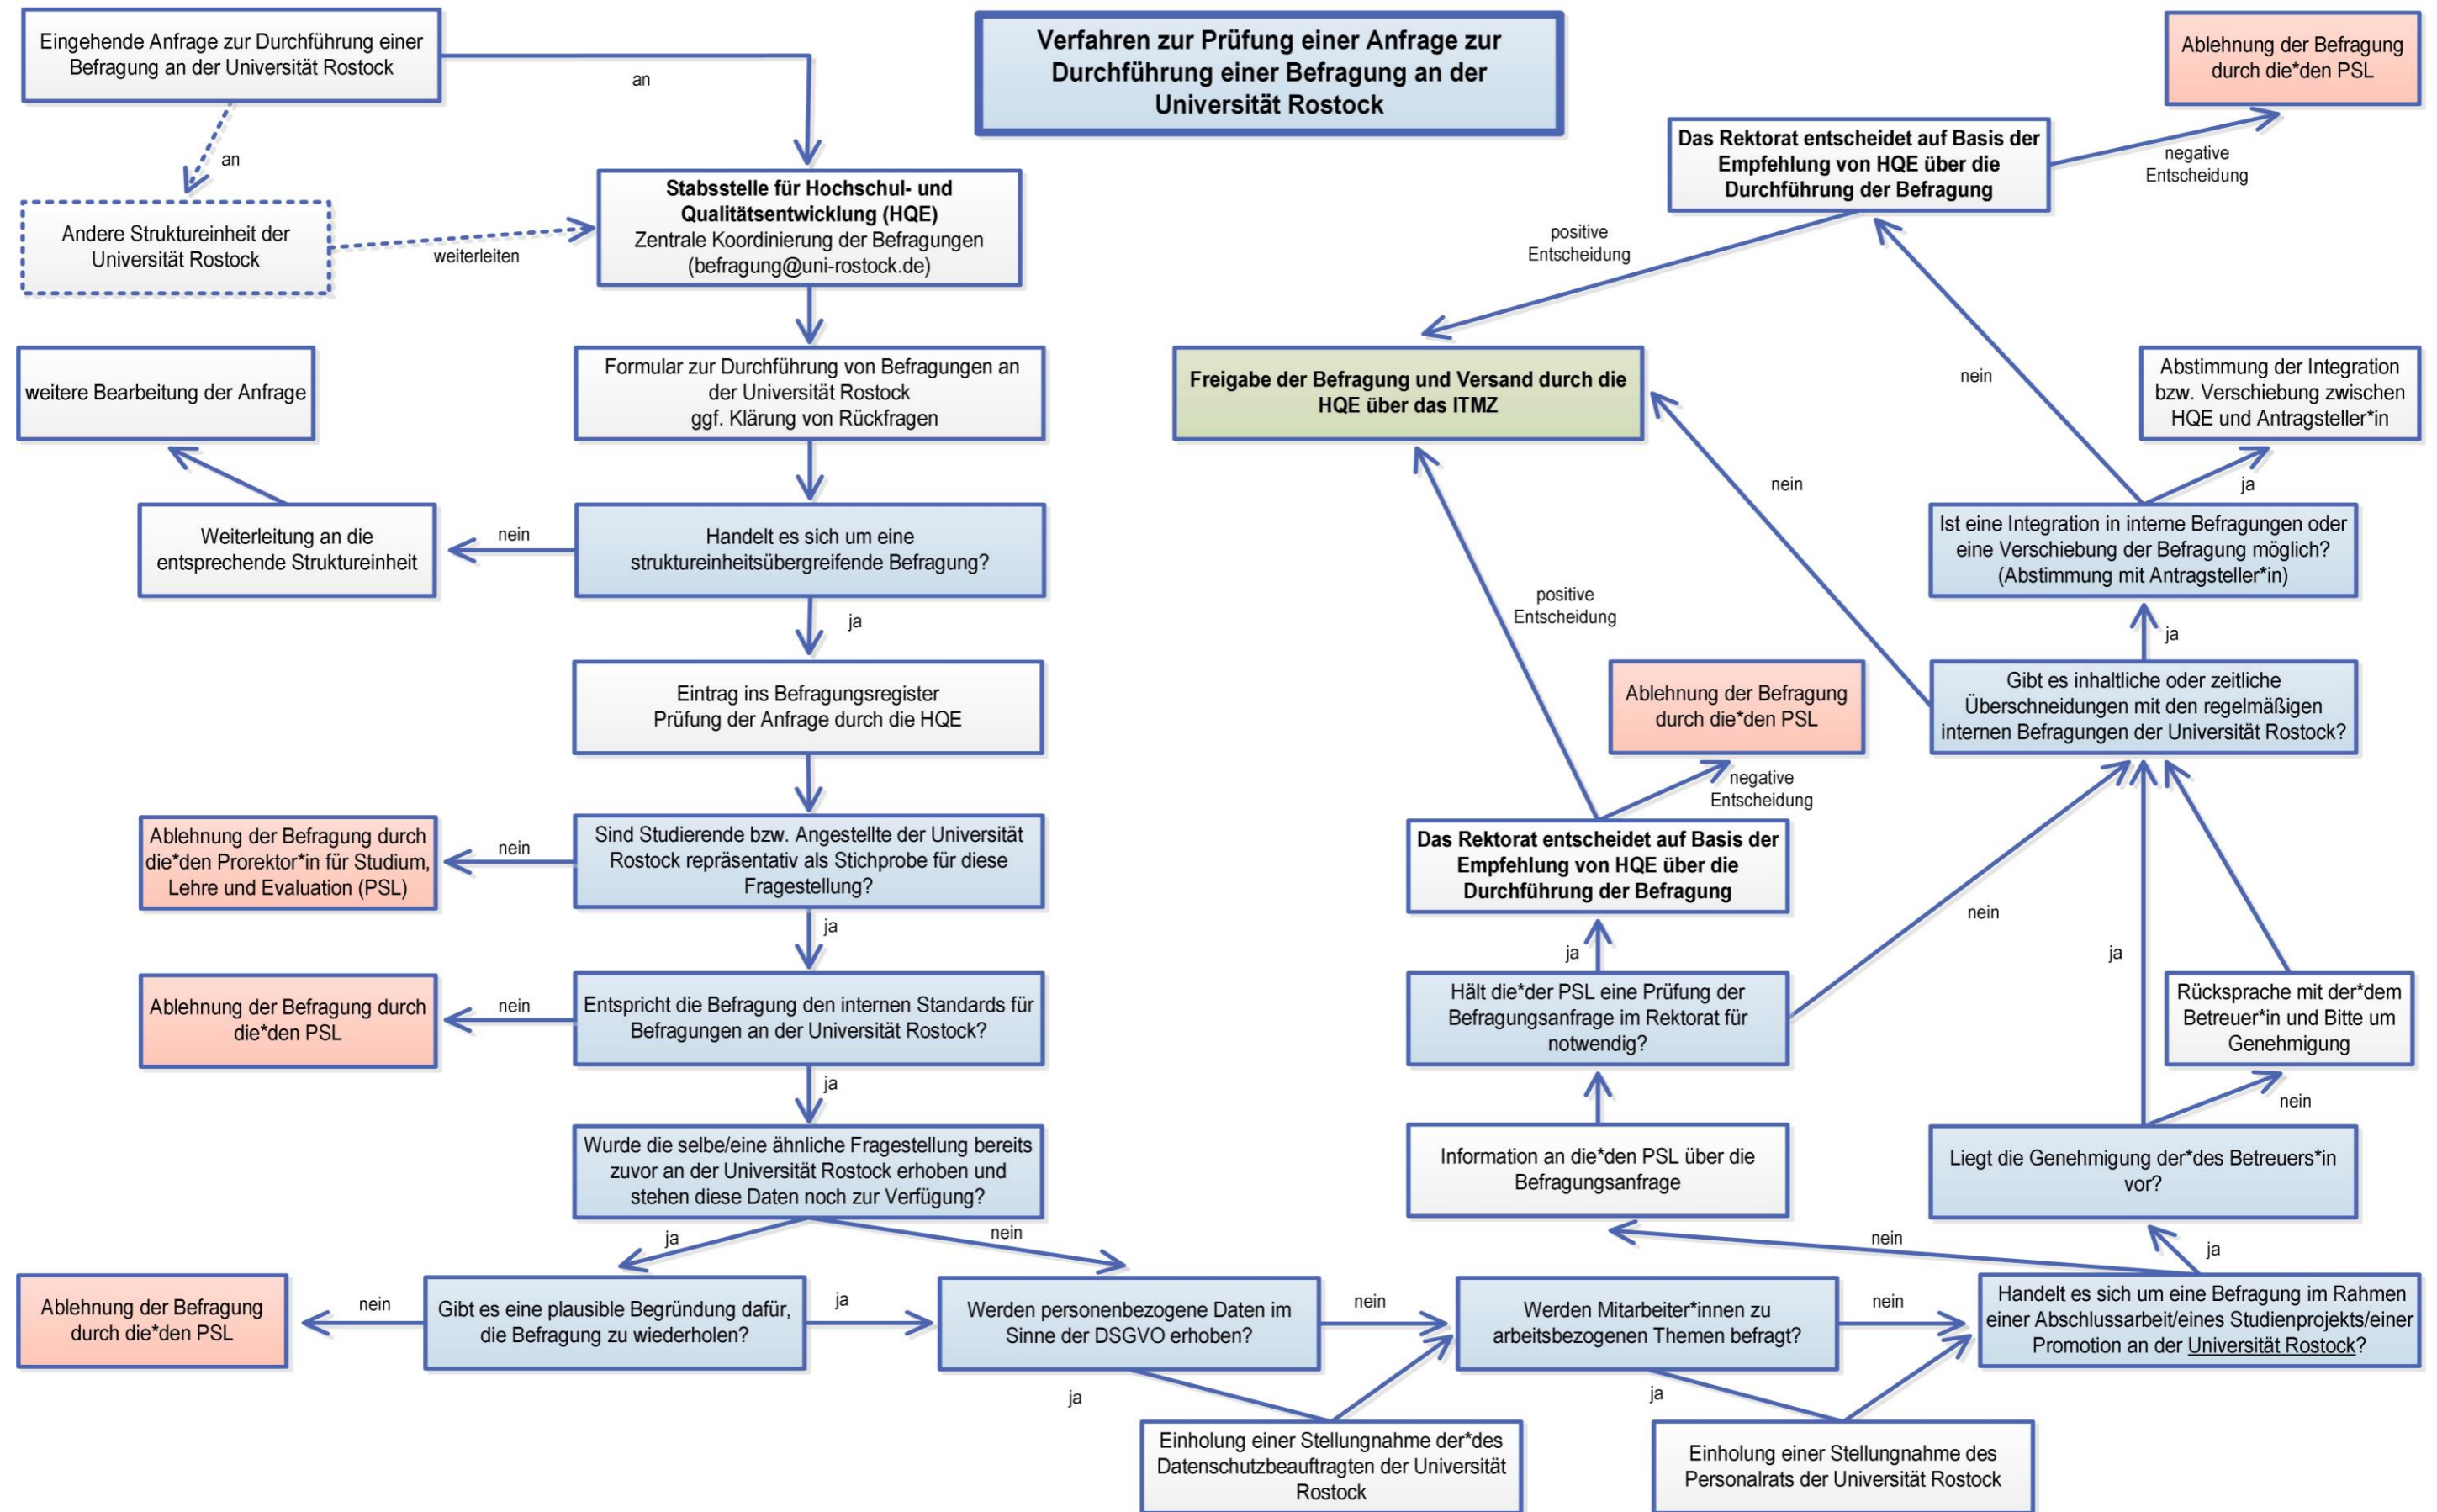 Eingehende Anfrage zur Durchführung einer
Befragung an der Universität Rostock
an
an
Verfahren zur Prüfung einer Anfrage zur
Durchführung einer Befragung an der
Universität Rostock
Andere Struktureinheit der
Universität Rostock
weiterleiten
Stabsstelle für Hochschul- und
Qualitätsentwicklung (HQE)
Zentrale Koordinierung der Befragungen
(befragung@uni-rostock.de)
Formular zur Durchführung von Befragungen an
der Universität Rostock
ggf. Klärung von Rückfragen
weitere Bearbeitung der Anfrage
Weiterleitung an die
entsprechende Struktureinheit
nein
Handelt es sich um eine
struktureinheitsübergreifende Befragung?
ja
Eintrag ins Befragungsregister
Prüfung der Anfrage durch die HQE
Ablehnung der Befragung durch
die*den Prorektor*in für Studium,
Lehre und Evaluation (PSL)
nein
Sind Studierende bzw. Angestellte der Universität
Rostock repräsentativ als Stichprobe für diese
Fragestellung?
ja
Ablehnung der Befragung durch
die*den PSL
nein
Entspricht die Befragung den internen Standards für
Befragungen an der Universität Rostock?
ja
Wurde die selbe/eine ähnliche Fragestellung bereits
zuvor an der Universität Rostock erhoben und
stehen diese Daten noch zur Verfügung?
ja
nein
Ablehnung der Befragung
durch die*den PSL
nein
Gibt es eine plausible Begründung dafür,
die Befragung zu wiederholen?
ja
Werden personenbezogene Daten im
Sinne der DSGVO erhoben?
nein
ja
Einholung einer Stellungnahme der*des
Datenschutzbeauftragten der Universität
Rostock
Werden Mitarbeiter*innen zu
arbeitsbezogenen Themen befragt?
nein
ja
Einholung einer Stellungnahme des
Personalrats der Universität Rostock
Handelt es sich um eine Befragung im Rahmen
einer Abschlussarbeit/eines Studienprojekts/einer
Promotion an der Universität Rostock?
nein
ja
Information an die*den PSL über die
Befragungsanfrage
Liegt die Genehmigung der*des Betreuers*in
vor?
nein
ja
Rücksprache mit der*dem
Betreuer*in und Bitte um
Genehmigung
Hält die*der PSL eine Prüfung der
Befragungsanfrage im Rektorat für
notwendig?
ja
nein
Das Rektorat entscheidet auf Basis der
Empfehlung von HQE über die
Durchführung der Befragung
negative
Entscheidung
Ablehnung der Befragung
durch die*den PSL
positive
Entscheidung
Gibt es inhaltliche oder zeitliche
Überschneidungen mit den regelmäßigen
internen Befragungen der Universität Rostock?
nein
ja
Ist eine Integration in interne Befragungen oder
eine Verschiebung der Befragung möglich?
(Abstimmung mit Antragsteller*in)
ja
Abstimmung der Integration
bzw. Verschiebung zwischen
HQE und Antragsteller*in
nein
Freigabe der Befragung und Versand durch die
HQE über das ITMZ
positive
Entscheidung
Das Rektorat entscheidet auf Basis der
Empfehlung von HQE über die
Durchführung der Befragung
negative
Entscheidung
Ablehnung der Befragung
durch die*den PSL